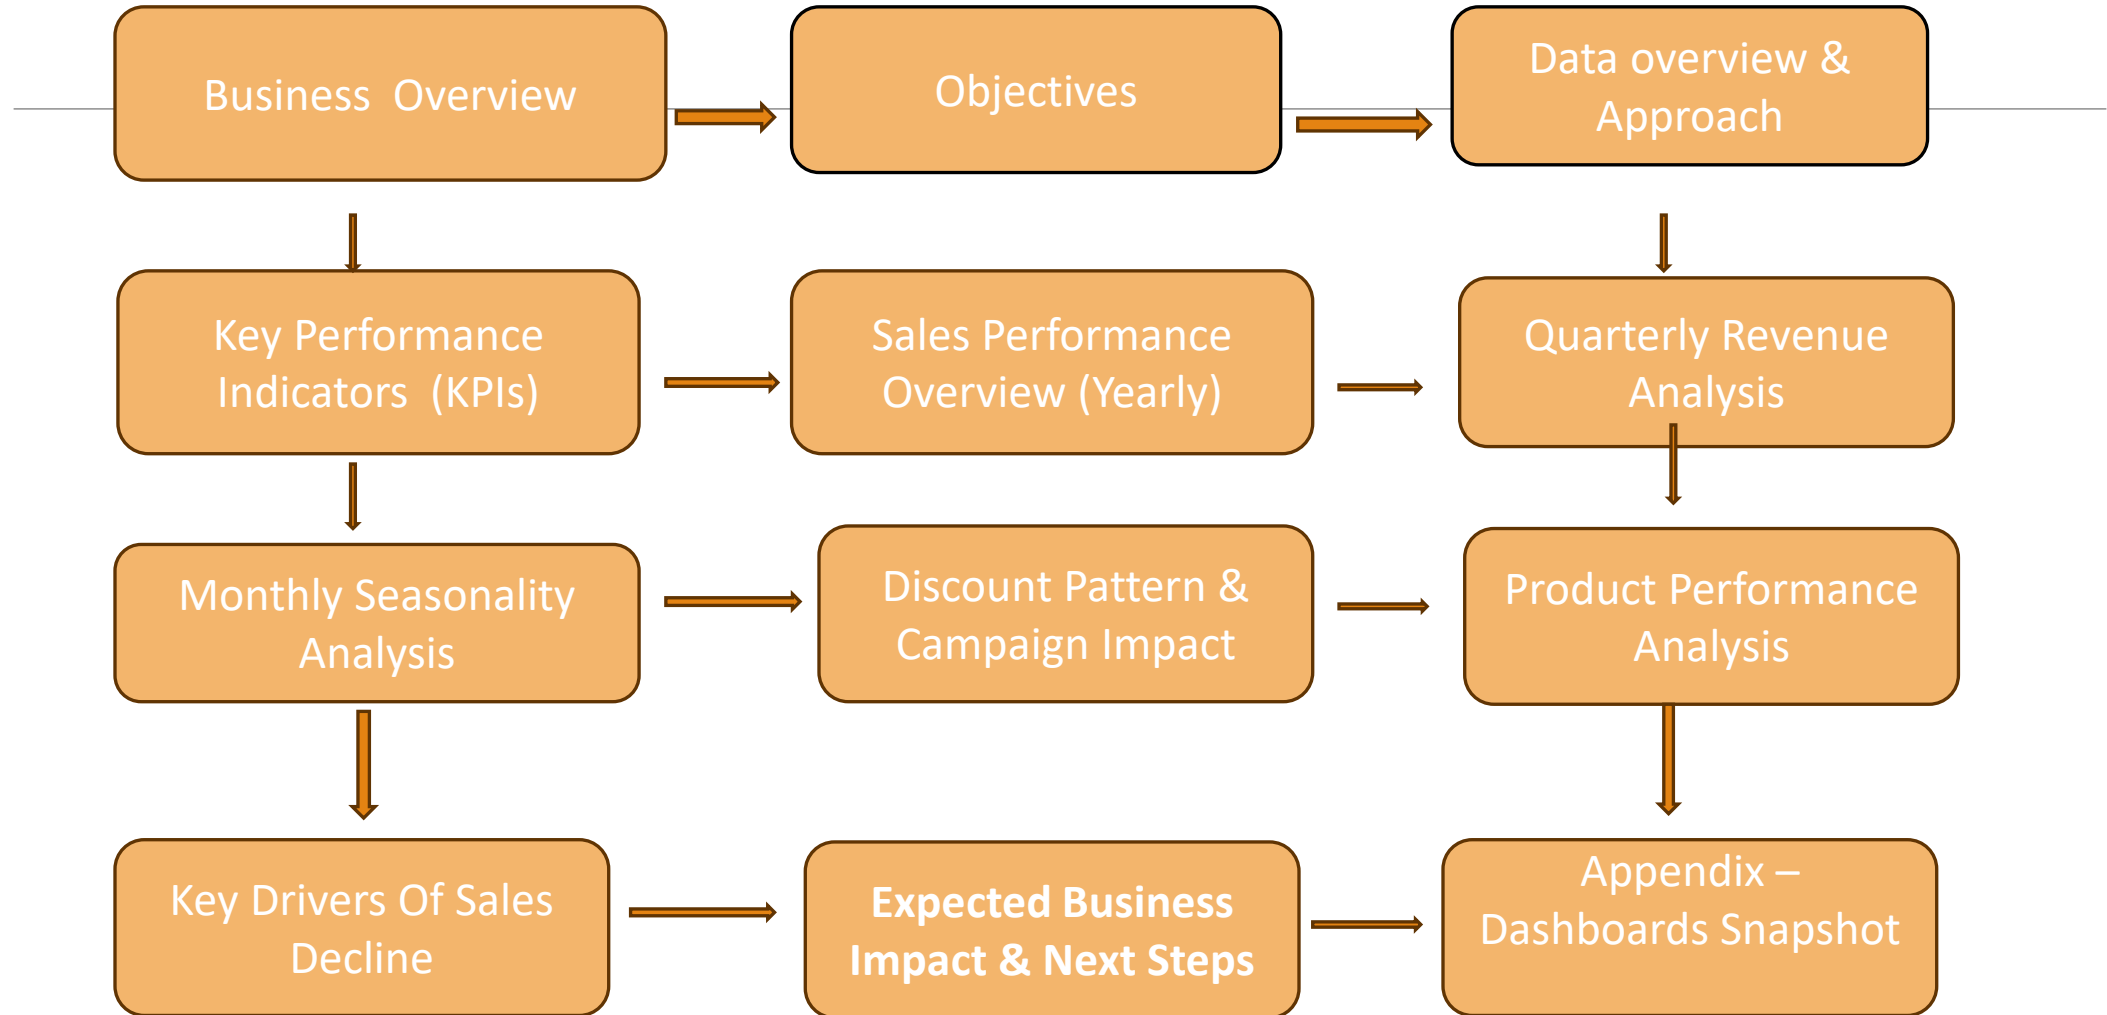 Business  Overview
Objectives
Data overview &
Approach
Key Performance
Indicators  (KPIs)
Sales Performance
Overview (Yearly)
Quarterly Revenue
Analysis
Monthly Seasonality
Analysis
Discount Pattern &
Campaign Impact
Product Performance
Analysis
Key Drivers Of Sales
Decline
Expected Business
Impact & Next Steps
Appendix –
Dashboards Snapshot